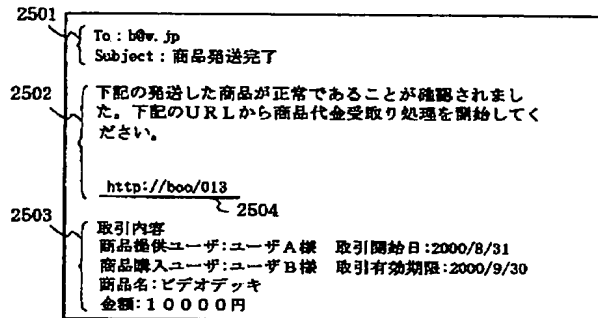 2501
To:b@w.jp
Subject:商品発送完了
2502
下記の発送した商品が正常であることが確認されまし
た。下記のURLから商品代金受取り処理を開始してく
ださい。
http://boo/013
2504
2503
取引内容
商品提供ユーザ:ユーザA様 取引開始日:2000/8/31
商品購入ユーザ:ユーザB様 取引有効期限:2000/9/30
商品名:ビデオデッキ
金額:10000円